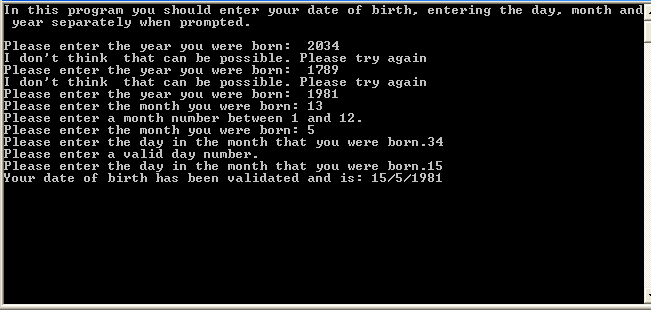 In this program you should enter your date of birth, entering the day, month and
 year separately when prompted.
Please enter the year you were born:  2034
I don't think  that can be possible. Please try again
Please enter the year you were born:  1789
I don't think  that can be possible. Please try again
Please enter the year you were born:  1981
Please enter the month you were born: 13
Please enter a month number between 1 and 12.
Please enter the month you were born: 5
Please enter the day in the month that you were born.34
Please enter a valid day number.
Please enter the day in the month that you were born.15
Your date of birth has been validated and is: 15/5/1981